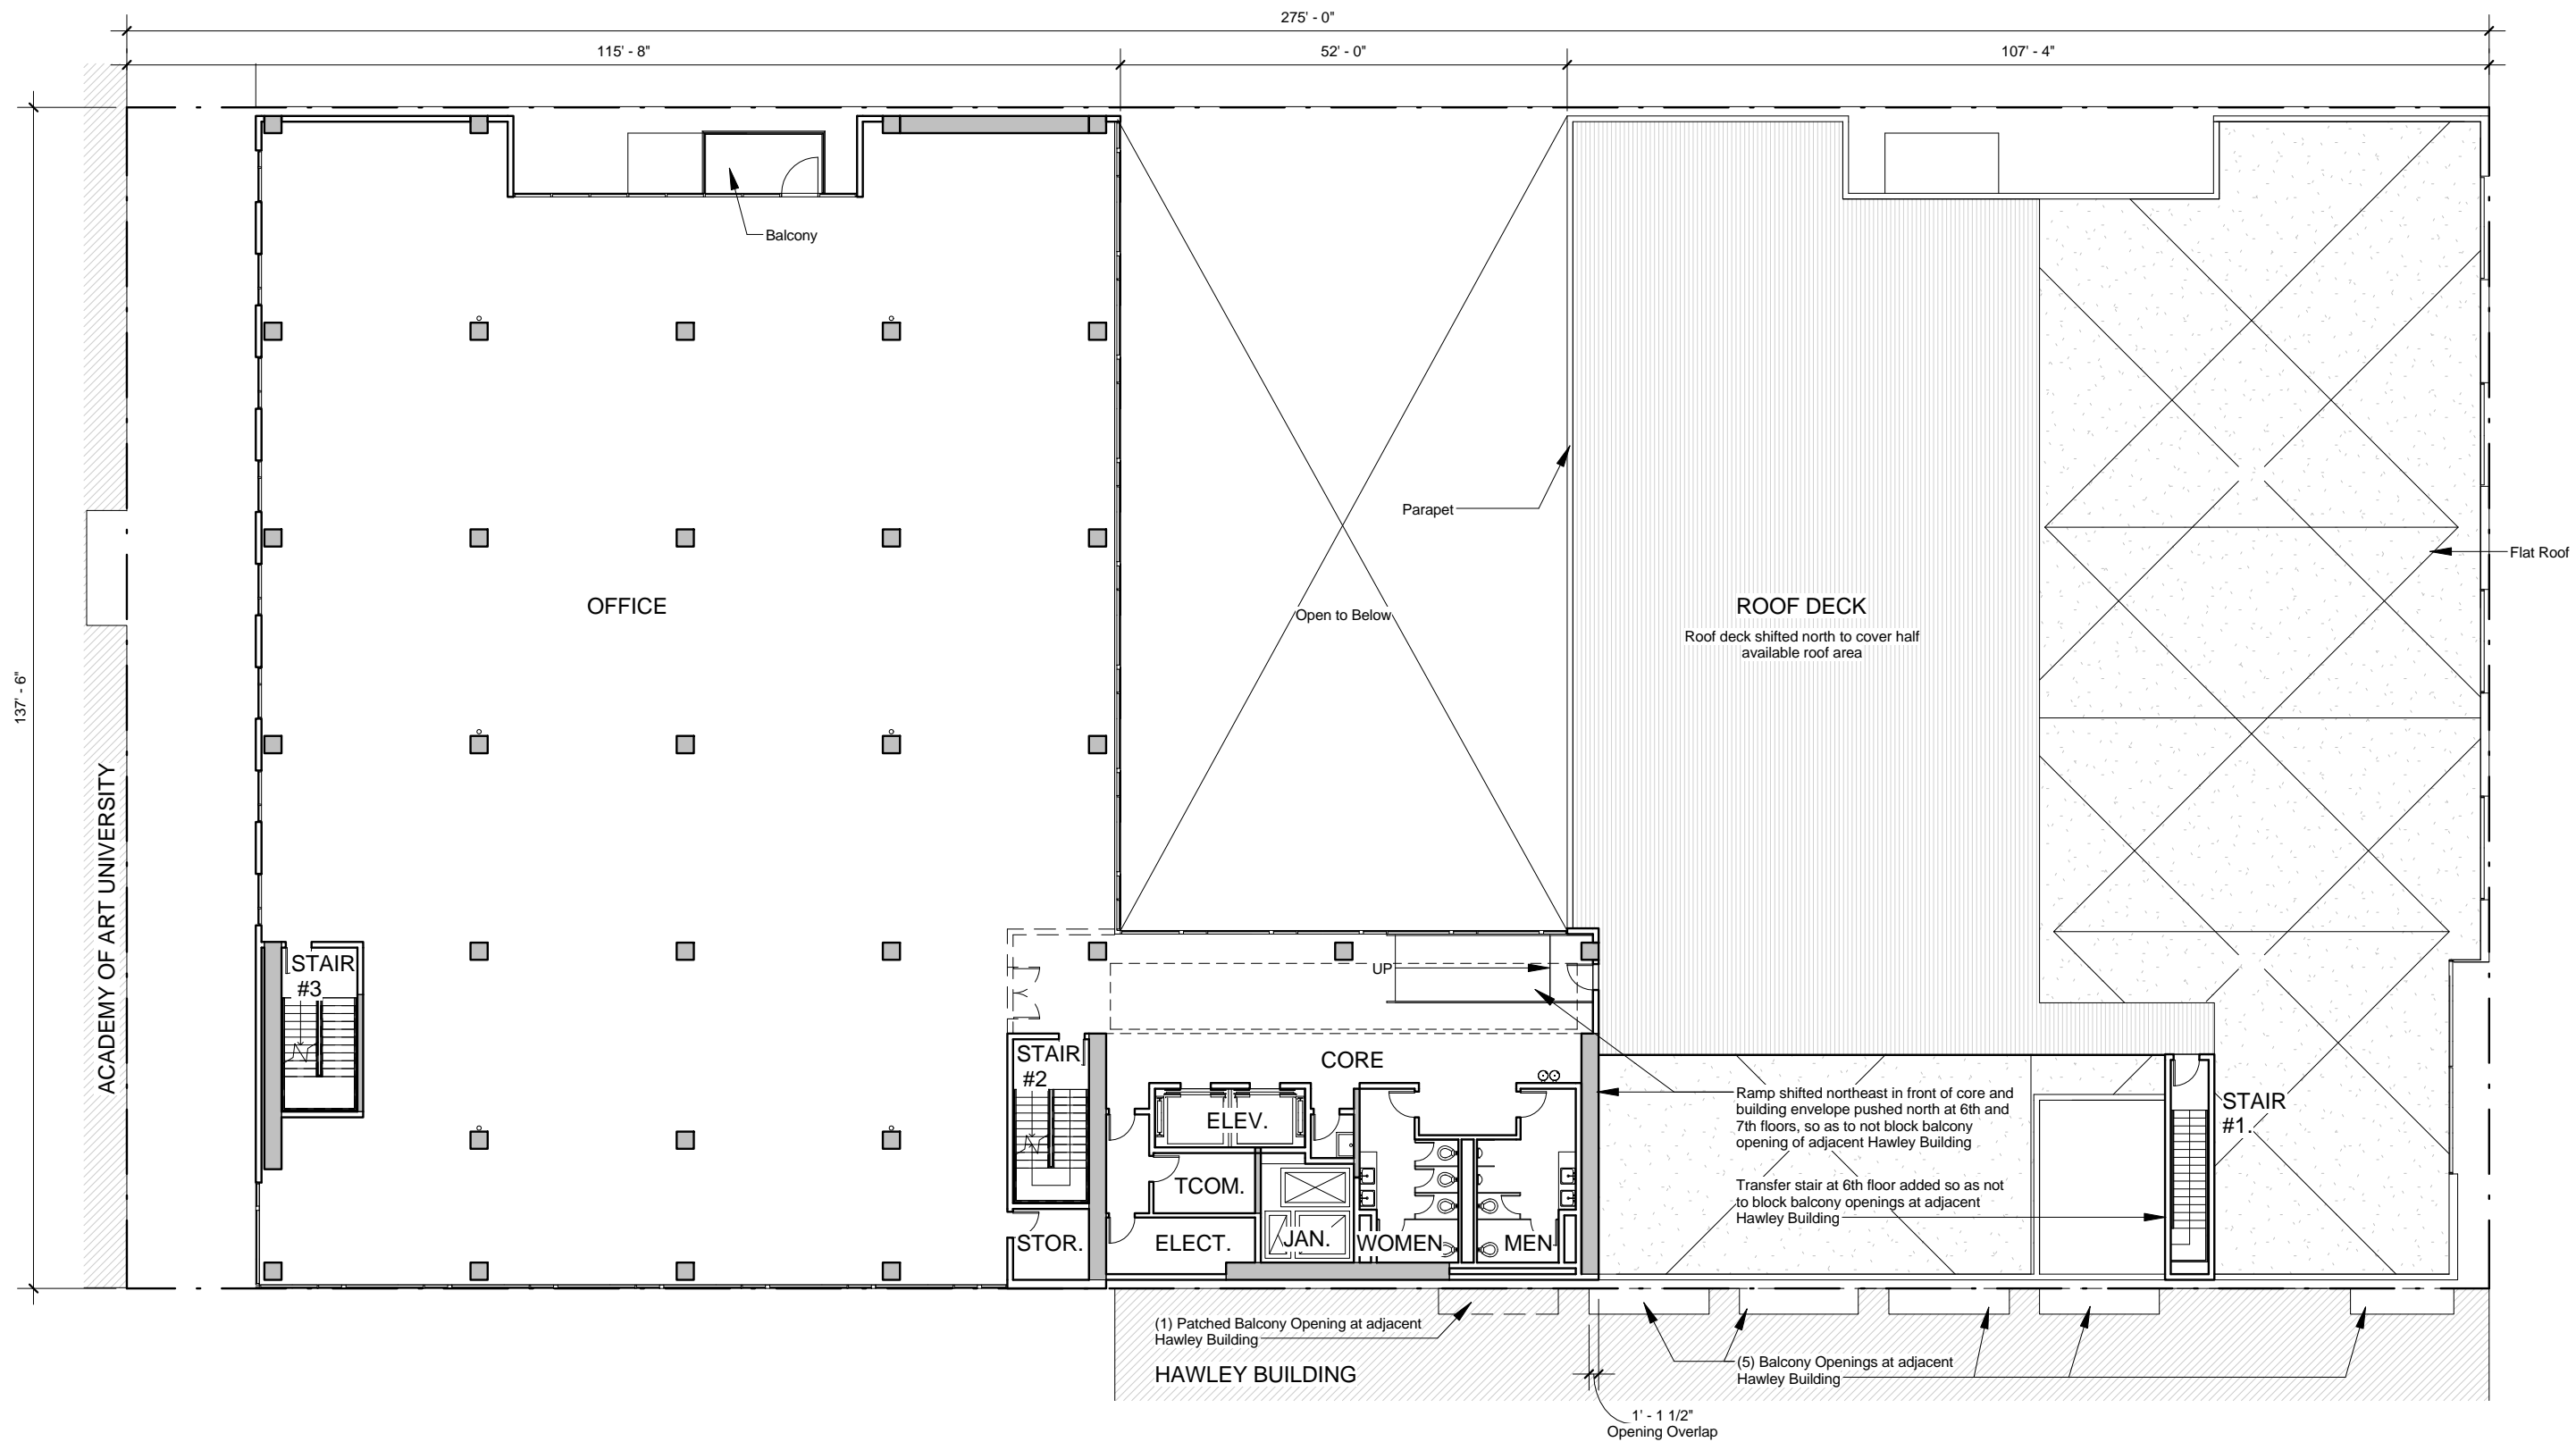 275' - 0"
115' - 8"
52' - 0"
107' - 4"
Balcony
Parapet
Flat Roof
OFFICE
Open to Below
ROOF DECK
Roof deck shifted north to cover half
available roof area
137' - 6"
ACADEMY OF ART UNIVERSITY
STAIR
#3
UP
STAIR
#2
CORE
ELEV.
TCOM.
STOR.
ELECT.
JAN.
WOMEN
MEN
Ramp shifted northeast in front of core and
building envelope pushed north at 6th and
7th floors, so as to not block balcony
opening of adjacent Hawley Building
Transfer stair at 6th floor added so as not
to block balcony openings at adjacent
Hawley Building
STAIR
#1.
(1) Patched Balcony Opening at adjacent
Hawley Building
HAWLEY BUILDING
(5) Balcony Openings at adjacent
Hawley Building
1' - 1 1/2"
Opening Overlap